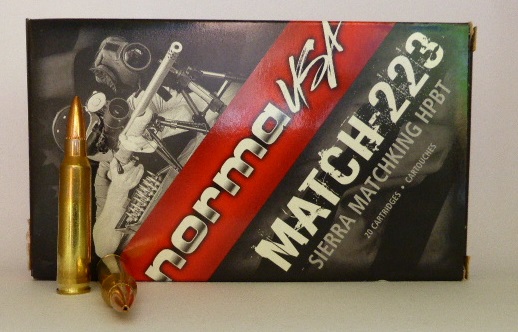 norma USA
MATCH-223
SIERRA MATCHKING HPBT
20 CARTRIDGES • CARTOUCHES